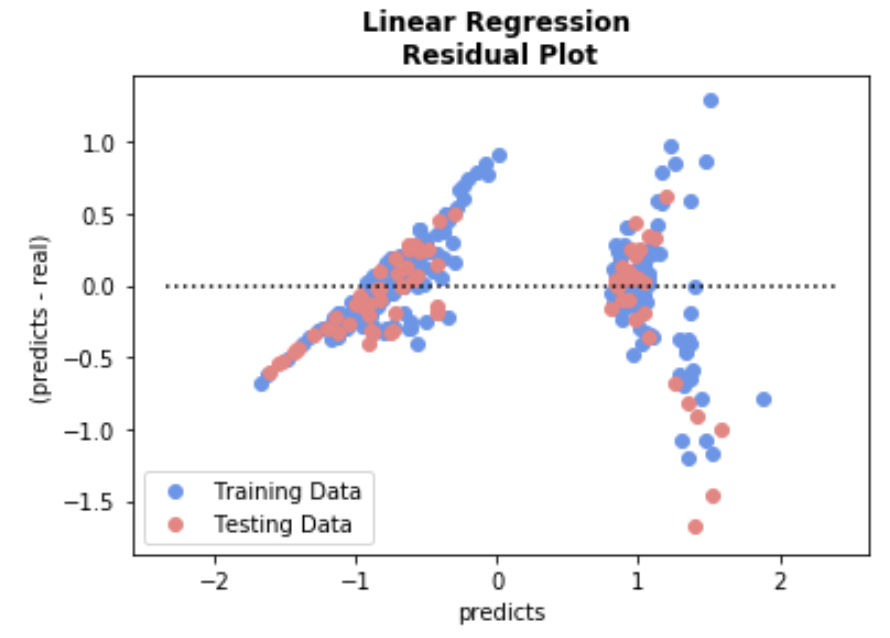 Linear Regression
Residual Plot
(predicts - real)
1.0
0.5
0.0
−0.5
−1.0
−1.5
Training Data
Testing Data
−2
−1
0
1
2
predicts